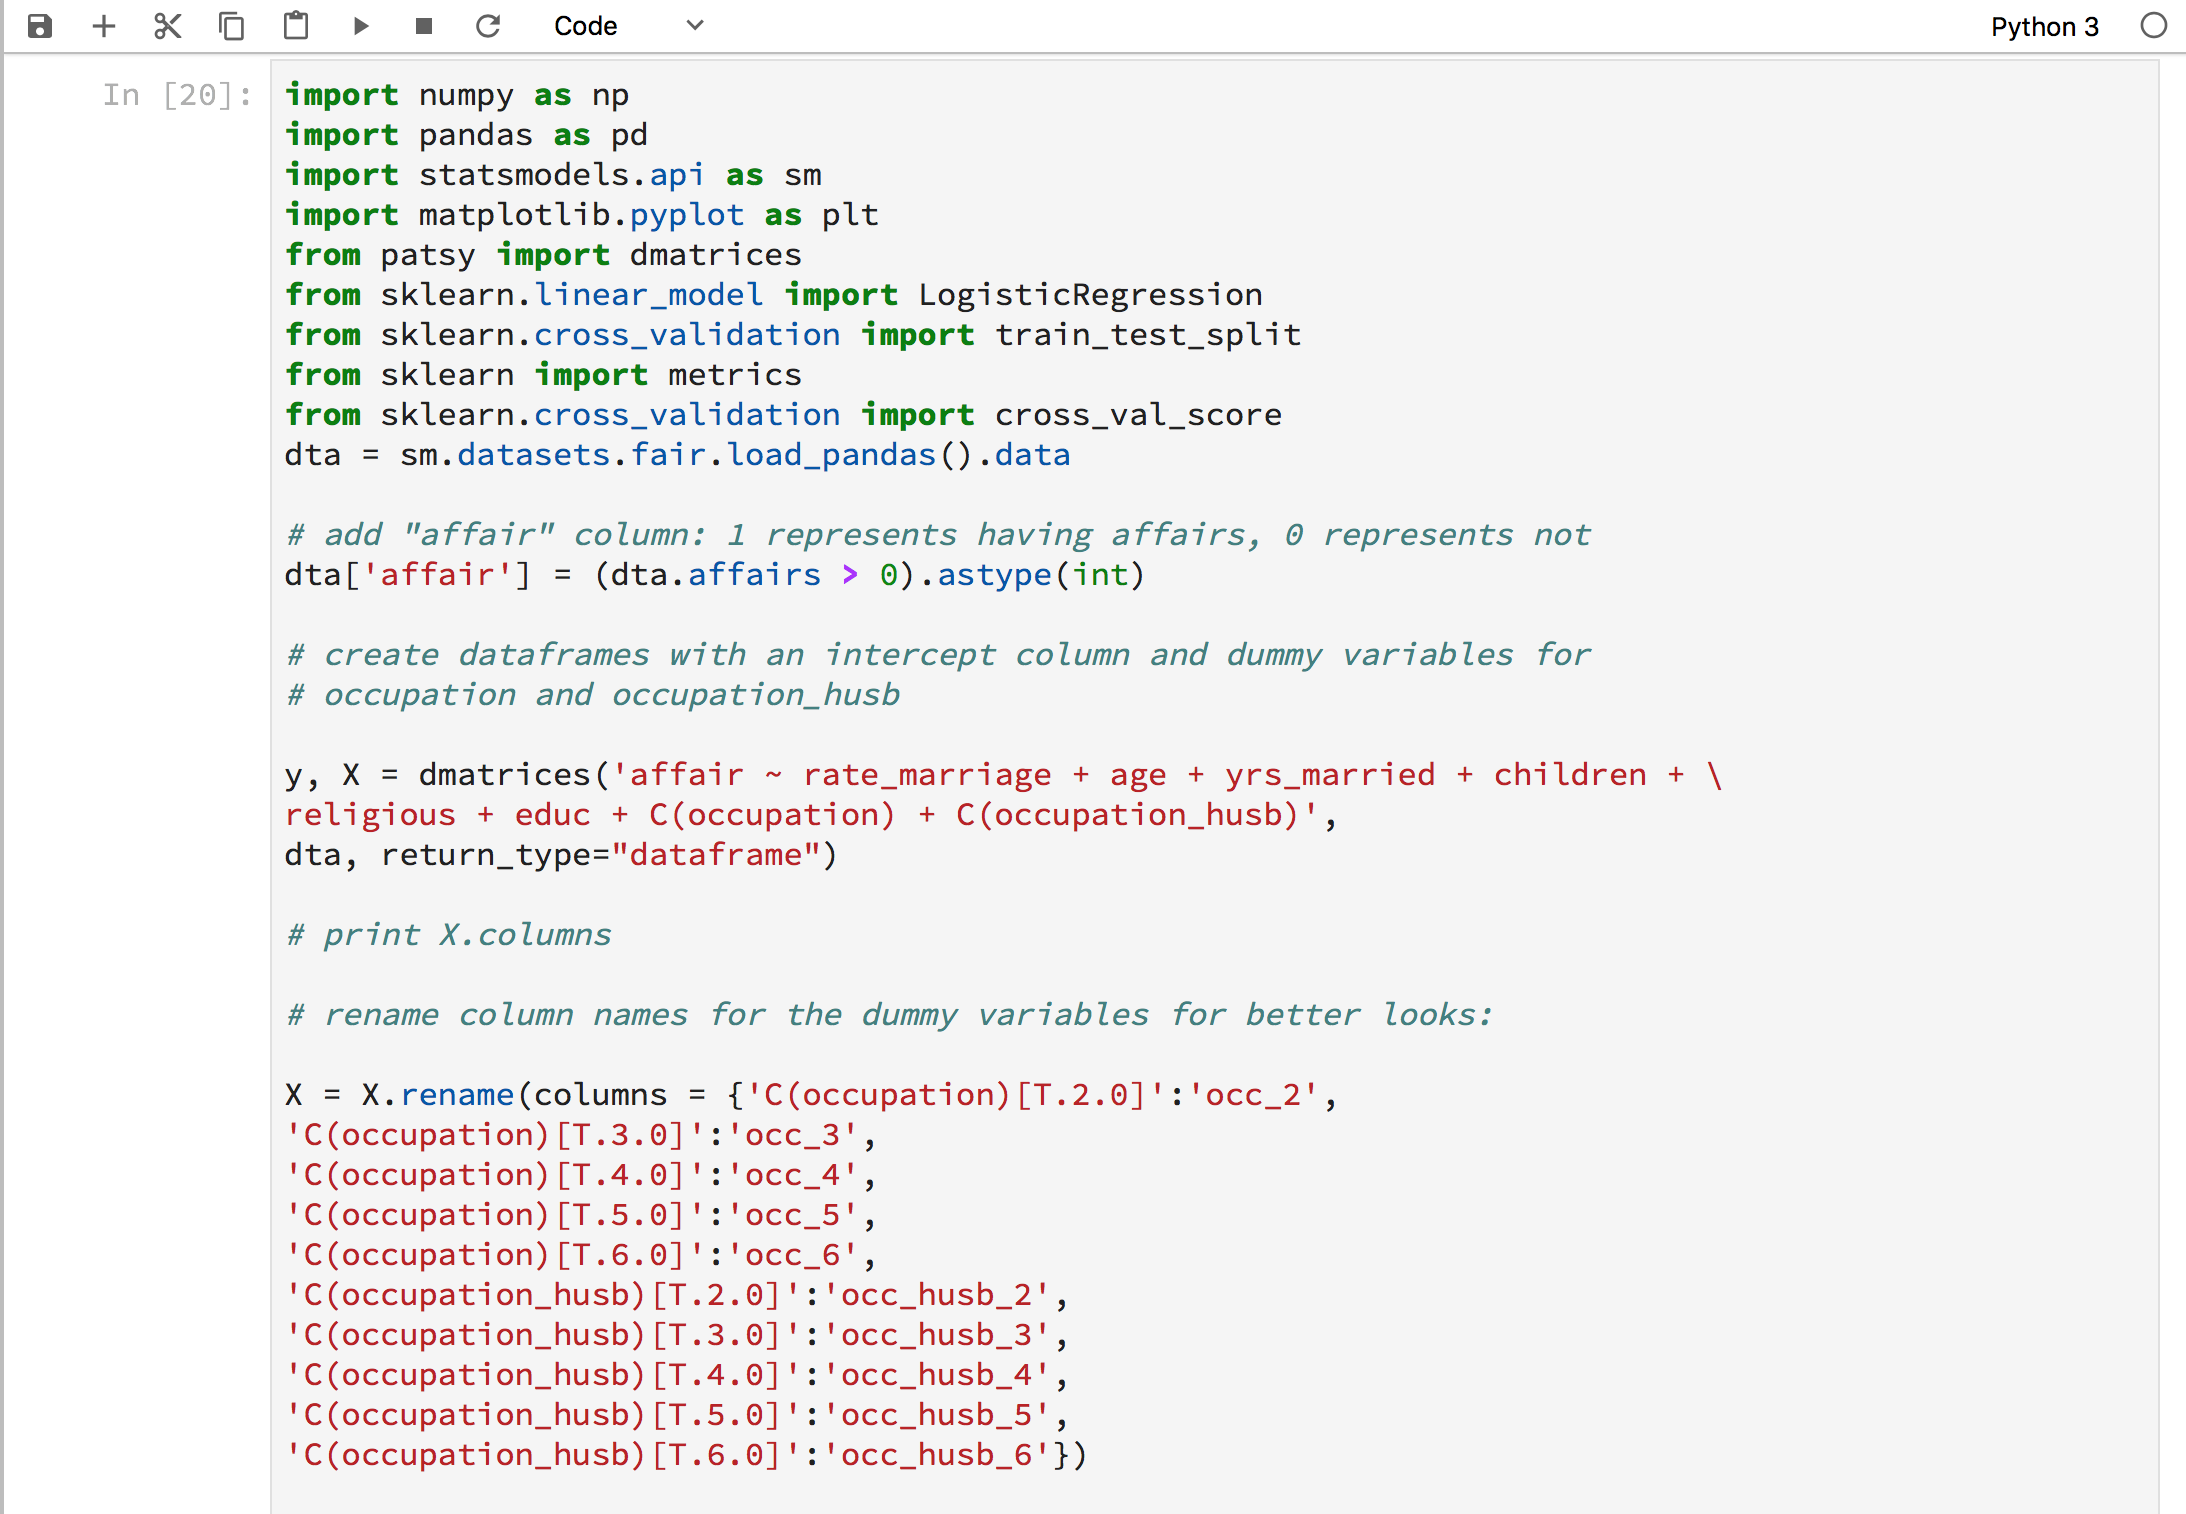 Code
Python 3
In [20]:
import numpy as np
import pandas as pd
import statsmodels.api as sm
import matplotlib.pyplot as plt
from patsy import dmatrices
from sklearn.linear_model import LogisticRegression
from sklearn.cross_validation import train_test_split
from sklearn import metrics
from sklearn.cross_validation import cross_val_score
dta = sm.datasets.fair.load_pandas().data
# add "affair" column: 1 represents having affairs, 0 represents not
dta['affair'] = (dta.affairs > 0).astype(int)
# create dataframes with an intercept column and dummy variables for
# occupation and occupation_husb
y, X = dmatrices('affair ~ rate_marriage + age + yrs_married + children + \
religious + educ + C(occupation) + C(occupation_husb)',
dta, return_type="dataframe")
# print X.columns
# rename column names for the dummy variables for better looks:
X = X.rename(columns = {'C(occupation)[T.2.0]':'occ_2',
'C(occupation)[T.3.0]':'occ_3',
'C(occupation)[T.4.0]':'occ_4',
'C(occupation)[T.5.0]':'occ_5',
'C(occupation)[T.6.0]':'occ_6',
'C(occupation_husb)[T.2.0]':'occ_husb_2',
'C(occupation_husb)[T.3.0]':'occ_husb_3',
'C(occupation_husb)[T.4.0]':'occ_husb_4',
'C(occupation_husb)[T.5.0]':'occ_husb_5',
'C(occupation_husb)[T.6.0]':'occ_husb_6'})